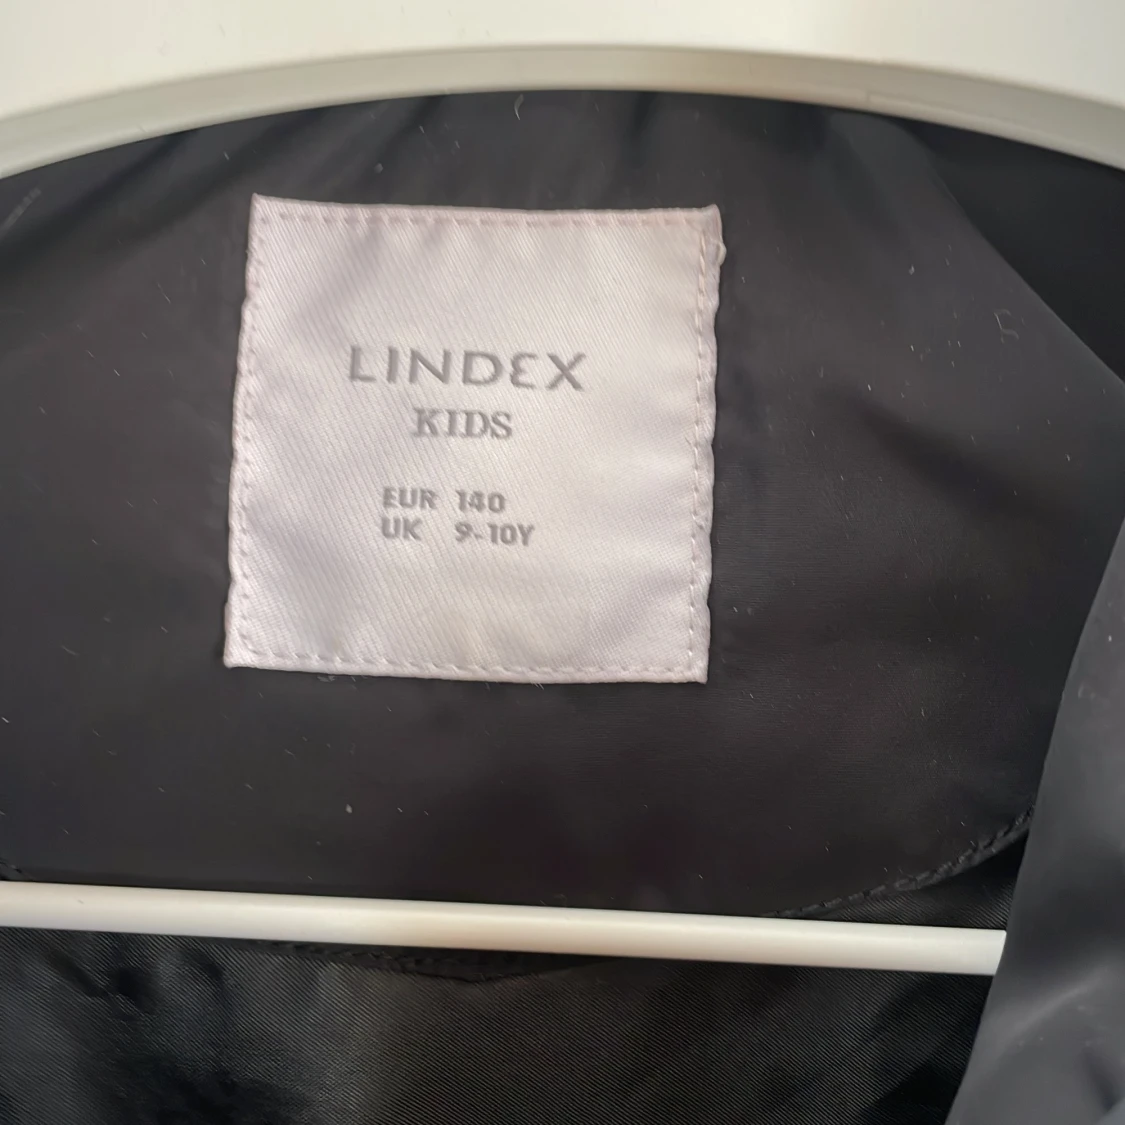 LINDEX
KIDS
EUR 140
UK 9-10Y